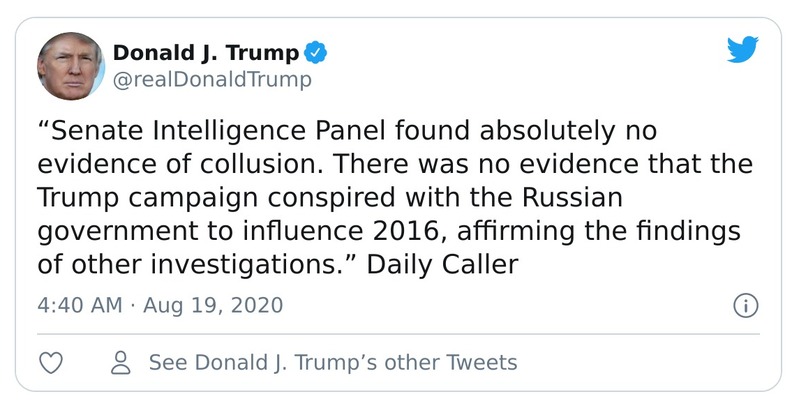 Donald J. Trump
@realDonaldTrump
“Senate Intelligence Panel found absolutely no
evidence of collusion. There was no evidence that the
Trump campaign conspired with the Russian
government to influence 2016, affirming the findings
of other investigations.” Daily Caller
4:40 AM · Aug 19, 2020
See Donald J. Trump’s other Tweets